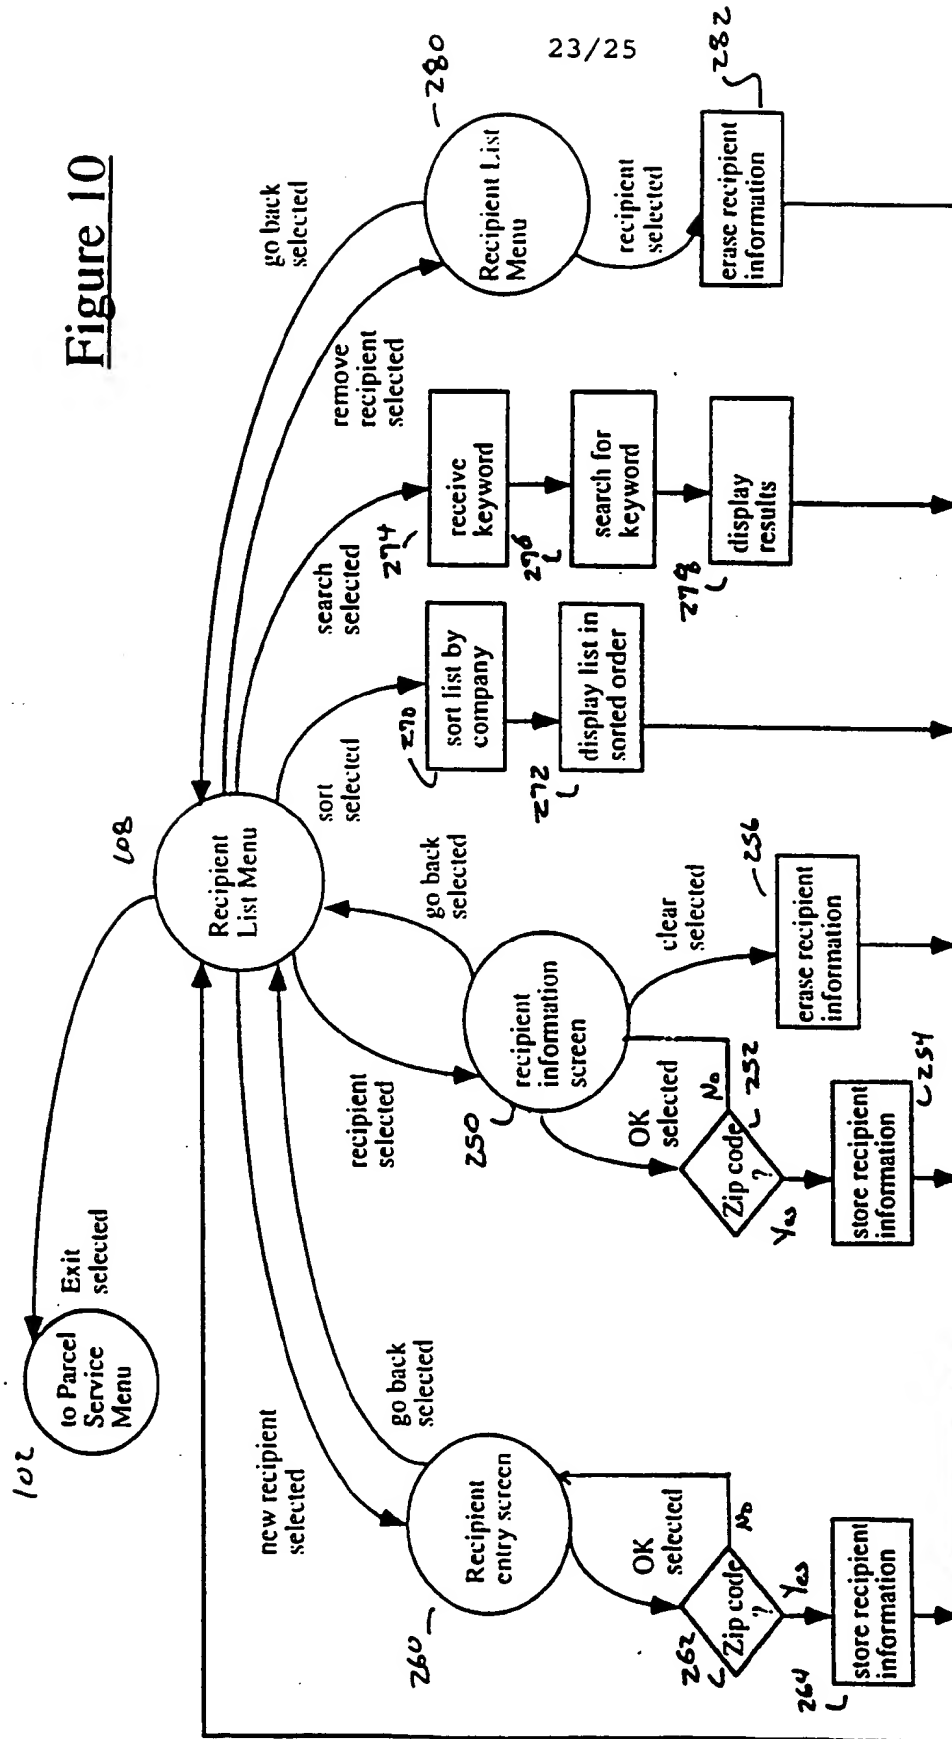 23/25
Figure 10
102
to Parcel
Service
Menu
Exit
selected
108
Recipient
List Menu
new recipient
selected
go back
selected
recipient
selected
go back
selected
sort
selected
search
selected
remove
recipient
selected
go back
selected
260
Recipient
entry screen
OK
selected
262
Zip code
?
No
Yes
264
store recipient
information
250
recipient
information
screen
OK
selected
clear
selected
Zip code
?
No
252
Yes
store recipient
information
254
256
erase recipient
information
270
sort list by
company
272
display list in
sorted order
274
receive
keyword
276
search for
keyword
278
display
results
280
Recipient List
Menu
recipient
selected
282
erase recipient
information